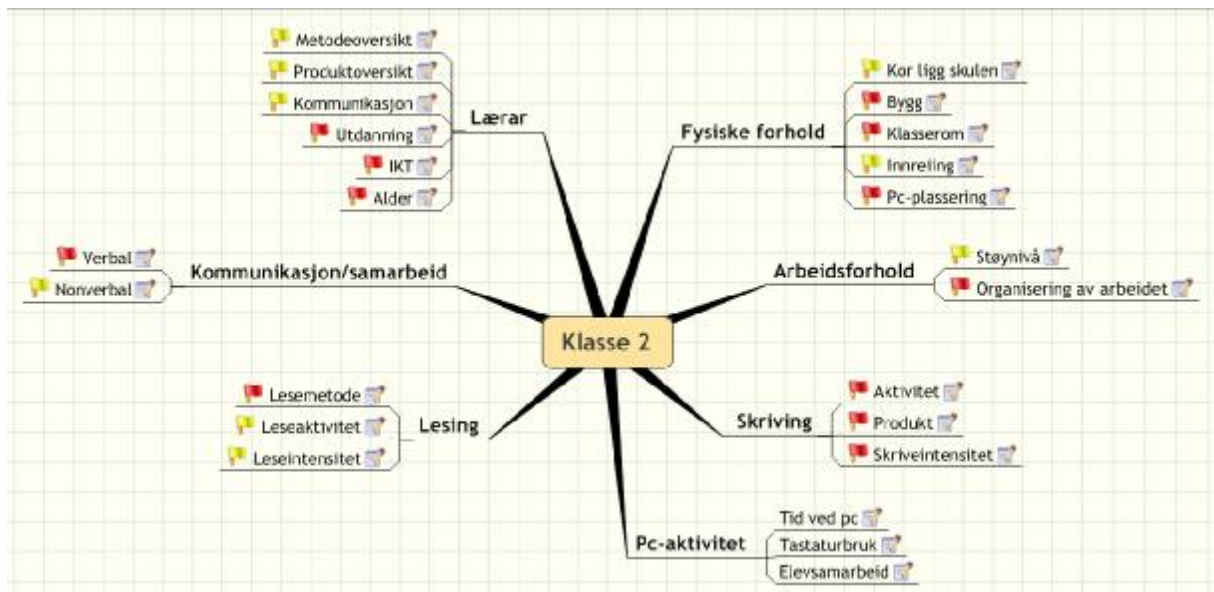 Metodeoversikt
Produktoversikt
Kommunikasjon
Utdanning
IKT
Alder
Lærar
Kor ligg skulen
Bygg
Klasserom
Innreiing
Pc-plassering
Fysiske forhold
Verbal
Nonverbal
Kommunikasjon/samarbeid
Støynivå
Organisering av arbeidet
Arbeidsforhold
Klasse 2
Lesemetode
Leseaktivitet
Leseintensitet
Lesing
Aktivitet
Produkt
Skriveintensitet
Skriving
Tid ved pc
Tastaturbruk
Elevsamarbeid
Pc-aktivitet